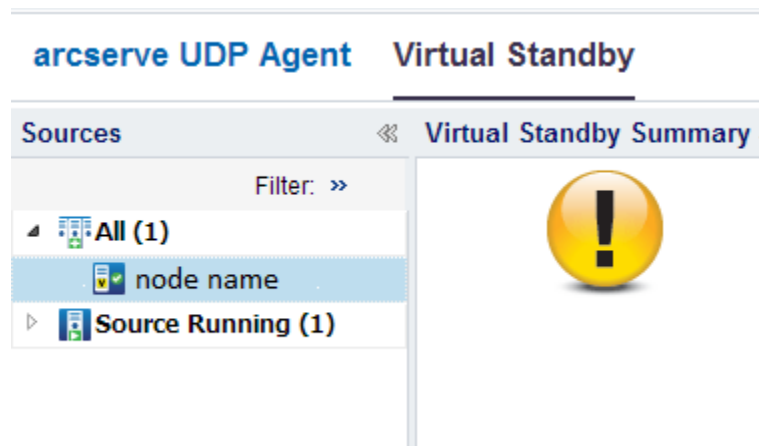 arcserve UDP Agent Virtual Standby
Sources « Virtual Standby Summary
Filter: »
All (1)
node name
Source Running (1)